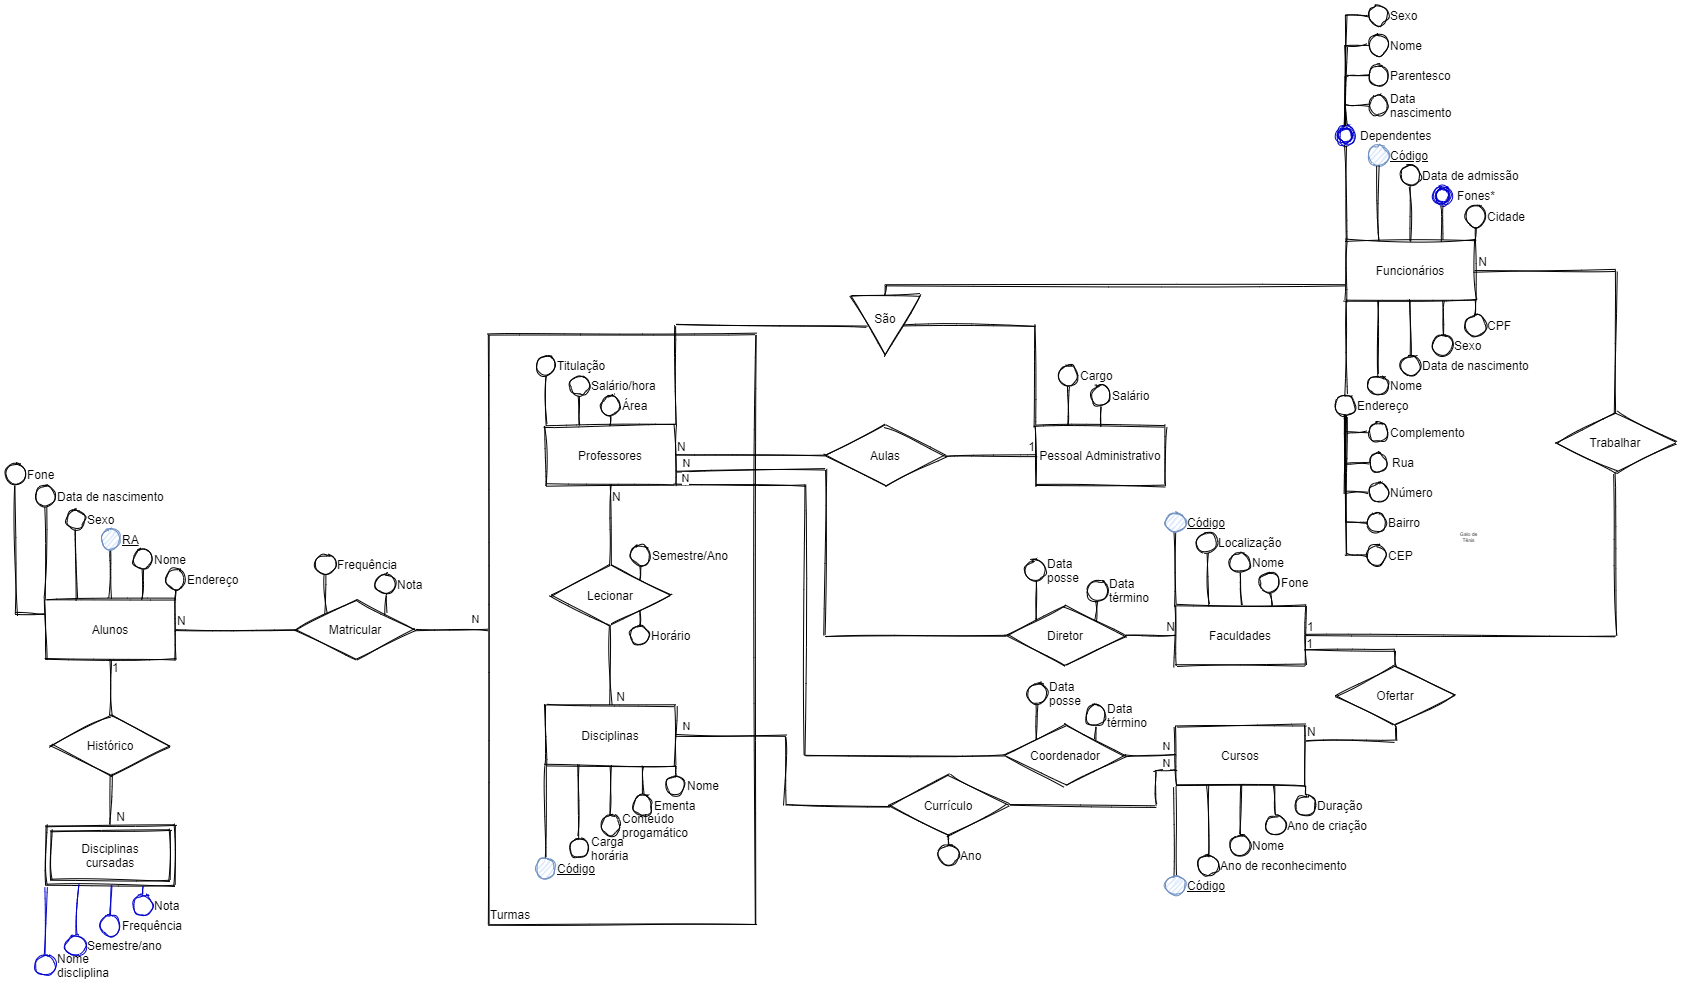 Sexo
Nome
Parentesco
Data
nascimento
Dependentes
Código
Data de admissão
Fones*
Cidade
Funcionários
N
São
CPF
Sexo
Data de nascimento
Nome
Endereço
Complemento
Rua
Número
Bairro
CEP
Trabalhar
Galo de
Tênis
Titulação
Salário/hora
Área
Professores
N
N
N
N
Aulas
1
Cargo
Salário
Pessoal Administrativo
Fone
Data de nascimento
Sexo
RA
Nome
Endereço
Alunos
N
1
Frequência
Nota
Matricular
N
Semestre/Ano
Lecionar
Horário
N
Data
posse
Data
término
Diretor
N
Código
Localização
Nome
Fone
Faculdades
1
1
Ofertar
Histórico
N
Disciplinas
cursadas
Nota
Frequência
Semestre/ano
Nome
discliplina
Disciplinas
N
Nome
Ementa
Conteúdo
progamático
Carga
horária
Código
Turmas
Data
posse
Data
término
Coordenador
N
N
Currículo
Ano
Cursos
N
Duração
Ano de criação
Nome
Ano de reconhecimento
Código